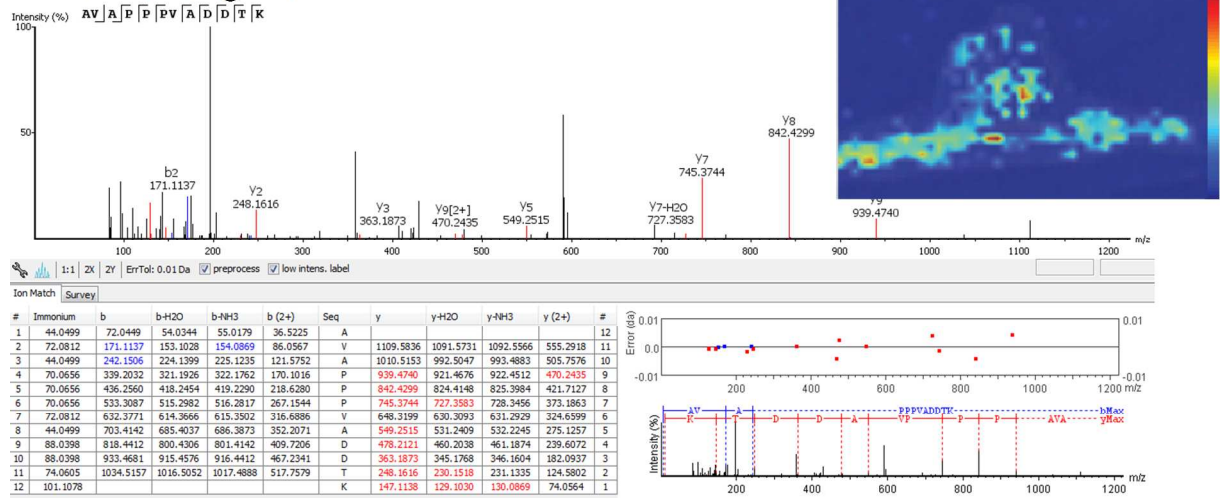 Intensity (%) AV A P P PV A D D T K
100
50
b2
171.1137
y2
248.1616
y3
363.1873
y9[2+]
470.2435
y5
549.2515
y7-H2O
727.3583
y7
745.3744
y8
842.4299
y9
939.4740
100 200 300 400 500 600 700 800 900 1000 1100 1200 m/z
1:1 2X 2Y ErrTol: 0.01 Da preprocess low intens. label
Ion Match Survey
# Immonium b b-H2O b-NH3 b (2+) Seq y y-H2O y-NH3 y (2+) #
1 44.0499 72.0449 54.0344 55.0179 36.5225 A 12
2 72.0812 171.1137 153.1028 154.0869 86.0567 V 1109.5836 1091.5731 1092.5566 555.2918 11
3 44.0499 242.1506 224.1399 225.1235 121.5752 A 1010.5153 992.5047 993.4883 505.7576 10
4 70.0656 339.2032 321.1926 322.1762 170.1016 P 939.4740 921.4676 922.4512 470.2435 9
5 70.0656 436.2560 418.2454 419.2290 218.6280 P 842.4299 824.4148 825.3984 421.7127 8
6 70.0656 533.3087 515.2982 516.2817 267.1544 P 745.3744 727.3583 728.3456 373.1863 7
7 72.0812 632.3771 614.3666 615.3502 316.6886 V 648.3199 630.3093 631.2929 324.6599 6
8 44.0499 703.4142 685.4037 686.3873 352.2071 A 549.2515 531.2409 532.2245 275.1257 5
9 88.0398 818.4412 800.4306 801.4142 409.7206 D 478.2121 460.2038 461.1874 239.6072 4
10 88.0398 933.4681 915.4576 916.4412 467.2341 D 363.1873 345.1768 346.1604 182.0937 3
11 74.0605 1034.5157 1016.5052 1017.4888 517.7579 T 248.1616 230.1518 231.1335 124.5802 2
12 101.1078 K 147.1138 129.1030 130.0869 74.0564 1
Error (da)
0.01 0.01
0.0
-0.01 -0.01
200 400 600 800 1000 1200 m/z
Intensity (%)
AV A PPPVADDTK bMax
K T D D A VP P P AVA yMax
200 400 600 800 1000 1200 m/z